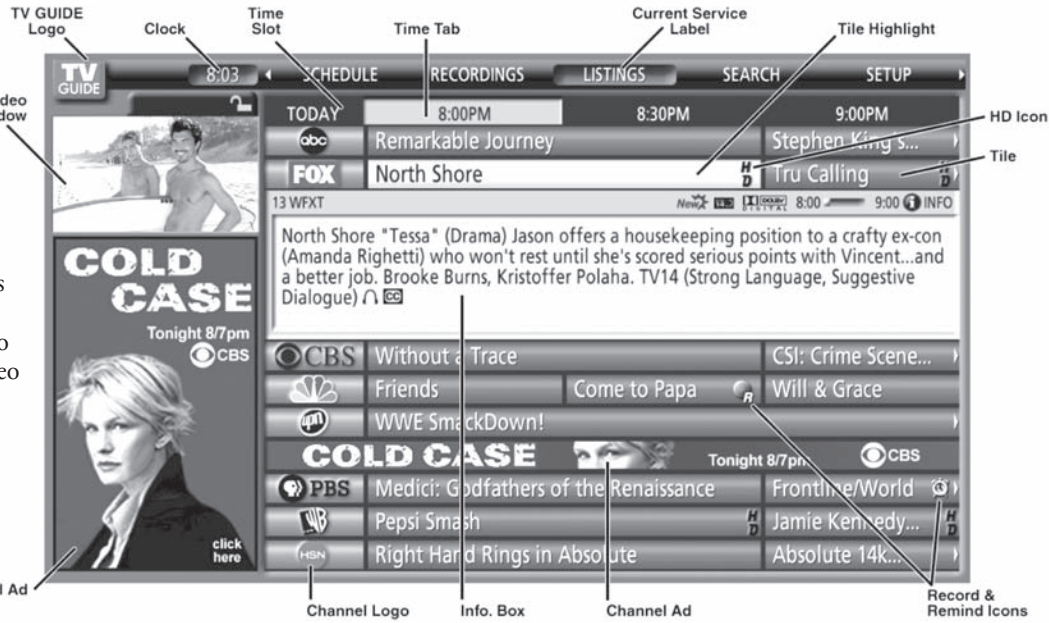 TV GUIDE
Logo
Clock
Time
Slot
Time Tab
Current Service
Label
Tile Highlight
TV
GUIDE
8:03
SCHEDULE
RECORDINGS
LISTINGS
SEARCH
SETUP
deo
dow
TODAY
8:00PM
8:30PM
9:00PM
HD Icon
abc
Remarkable Journey
Stephen King's...
Tile
FOX
North Shore
HD
Tru Calling
HD
13 WFXT
New
DOLBY
DIGITAL
8:00
9:00
i INFO
North Shore "Tessa" (Drama) Jason offers a housekeeping position to a crafty ex-con
(Amanda Righetti) who won't rest until she's scored serious points with Vincent...and
a better job. Brooke Burns, Kristoffer Polaha. TV14 (Strong Language, Suggestive
Dialogue) CC
COLD
CASE
Tonight 8/7pm
CBS
s
o
eo
CBS
Without a Trace
CSI: Crime Scene...
Friends
Come to Papa
R
Will & Grace
upn
WWE SmackDown!
COLD CASE
Tonight 8/7pm
CBS
PBS
Medici: Godfathers of the Renaissance
Frontline/World
WB
Pepsi Smash
HD
Jamie Kennedy...
HD
click
here
HSN
Right Hand Rings in Absolute
Absolute 14k...
l Ad
Channel Logo
Info. Box
Channel Ad
Record &
Remind Icons